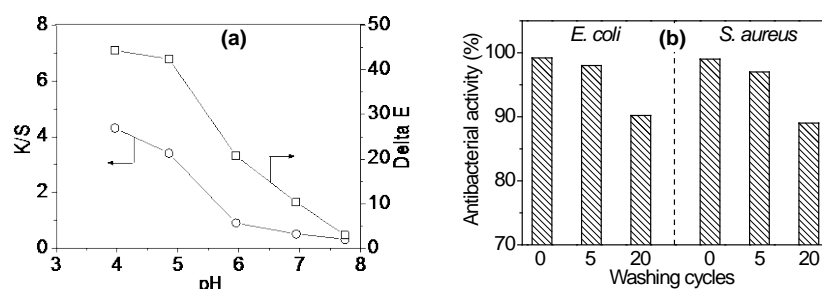 (a)
8
6
4
2
0
K/S
50
40
30
20
10
0
Delta E
3 4 5 6 7 8
pH
E. coli (b) S. aureus
100
90
80
70
Antibacterial activity (%)
0 5 20 0 5 20
Washing cycles